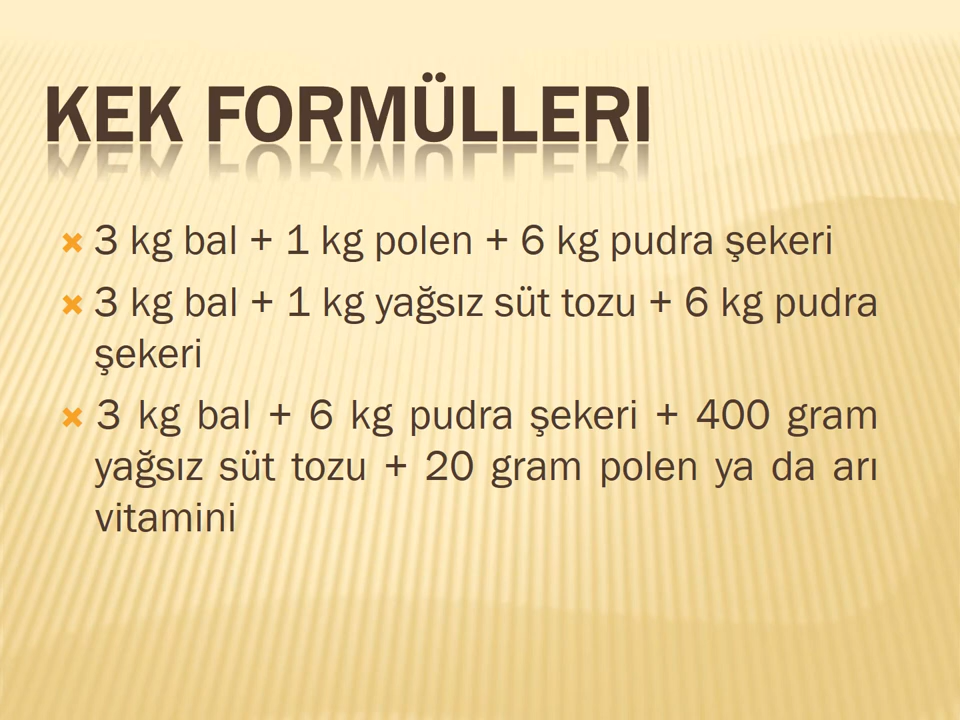 KEK FORMÜLLERI
3 kg bal + 1 kg polen + 6 kg pudra şekeri
3 kg bal + 1 kg yağsız süt tozu + 6 kg pudra
şekeri
3 kg bal + 6 kg pudra şekeri + 400 gram
yağsız süt tozu + 20 gram polen ya da arı
vitamini